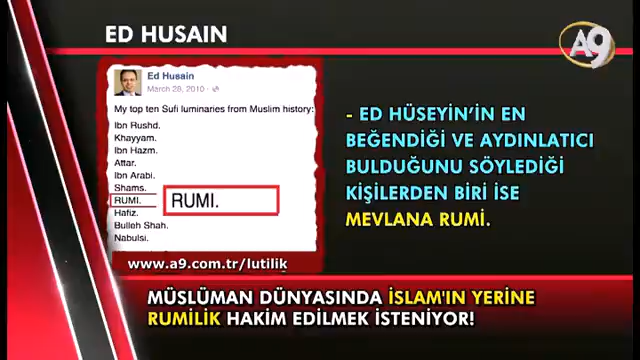 ED HUSAIN
A9
Ed Husain
March 28, 2010 ·
My top ten Sufi luminaries from Muslim history:
Ibn Rushd.
Khayyam.
Ibn Hazm.
Attar.
Ibn Arabi.
Shams.
RUMI.
RUMI.
Hafiz.
Bulleh Shah.
Nabulsi.
www.a9.com.tr/lutilik
- ED HÜSEYİN’İN EN
BEĞENDİĞİ VE AYDINLATICI
BULDUĞUNU SÖYLEDİĞİ
KİŞİLERDEN BİRİ İSE
MEVLANA RUMİ.
MÜSLÜMAN DÜNYASINDA İSLAM'IN YERİNE
RUMİLİK HAKİM EDİLMEK İSTENİYOR!